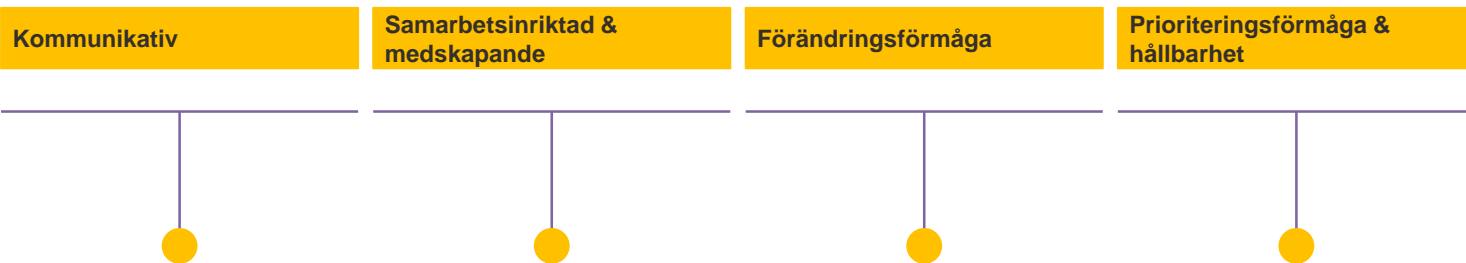 Kommunikativ
Samarbetsinriktad &
medskapande
Förändringsförmåga
Prioriteringsförmåga &
hållbarhet